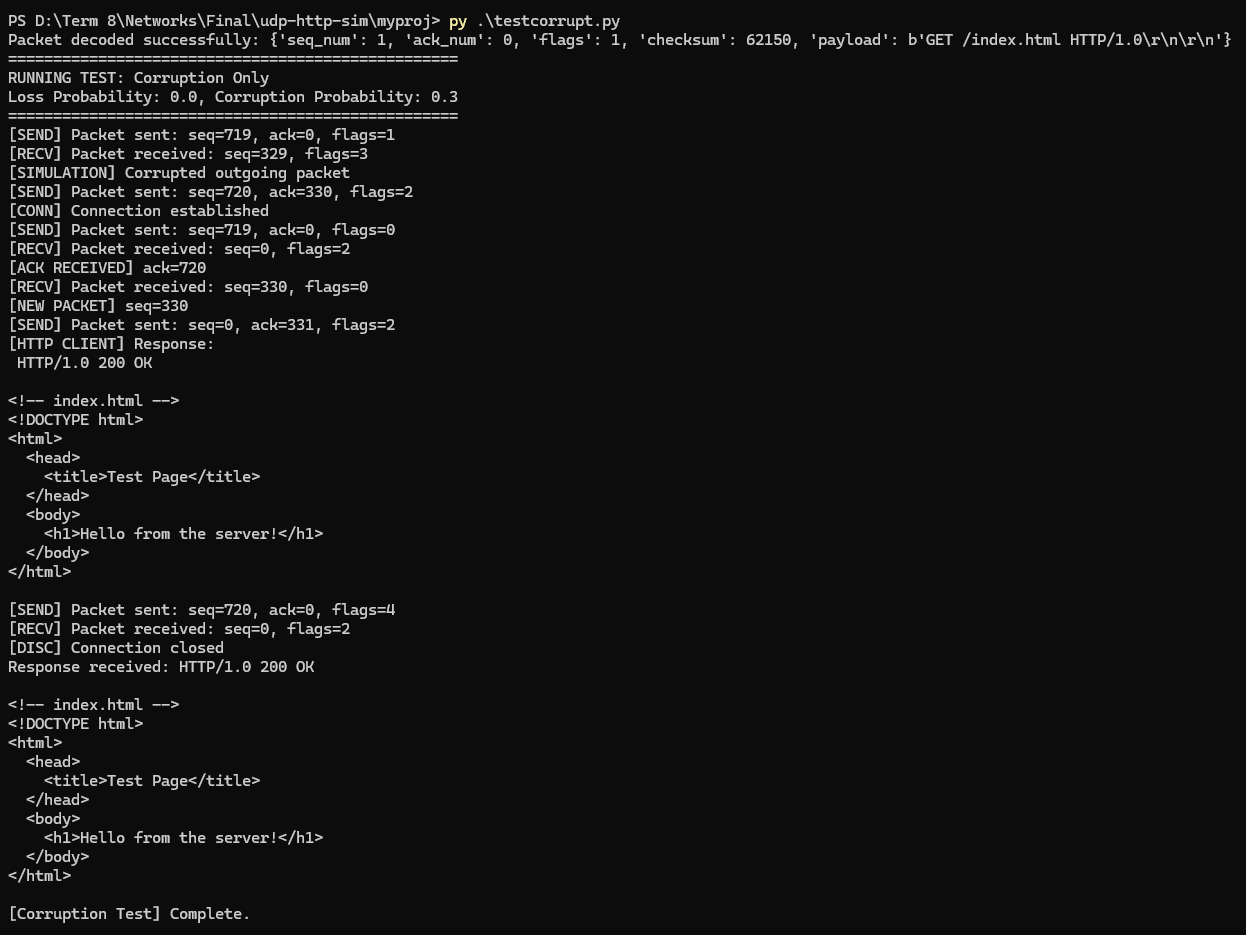 PS D:\Term 8\Networks\Final\udp-http-sim\myproj> py .\testcorrupt.py
Packet decoded successfully: {'seq_num': 1, 'ack_num': 0, 'flags': 1, 'checksum': 62150, 'payload': b'GET /index.html HTTP/1.0\r\n\r\n'}
==================================================
RUNNING TEST: Corruption Only
Loss Probability: 0.0, Corruption Probability: 0.3
==================================================
[SEND] Packet sent: seq=719, ack=0, flags=1
[RECV] Packet received: seq=329, flags=3
[SIMULATION] Corrupted outgoing packet
[SEND] Packet sent: seq=720, ack=330, flags=2
[CONN] Connection established
[SEND] Packet sent: seq=719, ack=0, flags=0
[RECV] Packet received: seq=0, flags=2
[ACK RECEIVED] ack=720
[RECV] Packet received: seq=330, flags=0
[NEW PACKET] seq=330
[SEND] Packet sent: seq=0, ack=331, flags=2
[HTTP CLIENT] Response:
 HTTP/1.0 200 OK

<!-- index.html -->
<!DOCTYPE html>
<html>
  <head>
    <title>Test Page</title>
  </head>
  <body>
    <h1>Hello from the server!</h1>
  </body>
</html>

[SEND] Packet sent: seq=720, ack=0, flags=4
[RECV] Packet received: seq=0, flags=2
[DISC] Connection closed
Response received: HTTP/1.0 200 OK

<!-- index.html -->
<!DOCTYPE html>
<html>
  <head>
    <title>Test Page</title>
  </head>
  <body>
    <h1>Hello from the server!</h1>
  </body>
</html>

[Corruption Test] Complete.